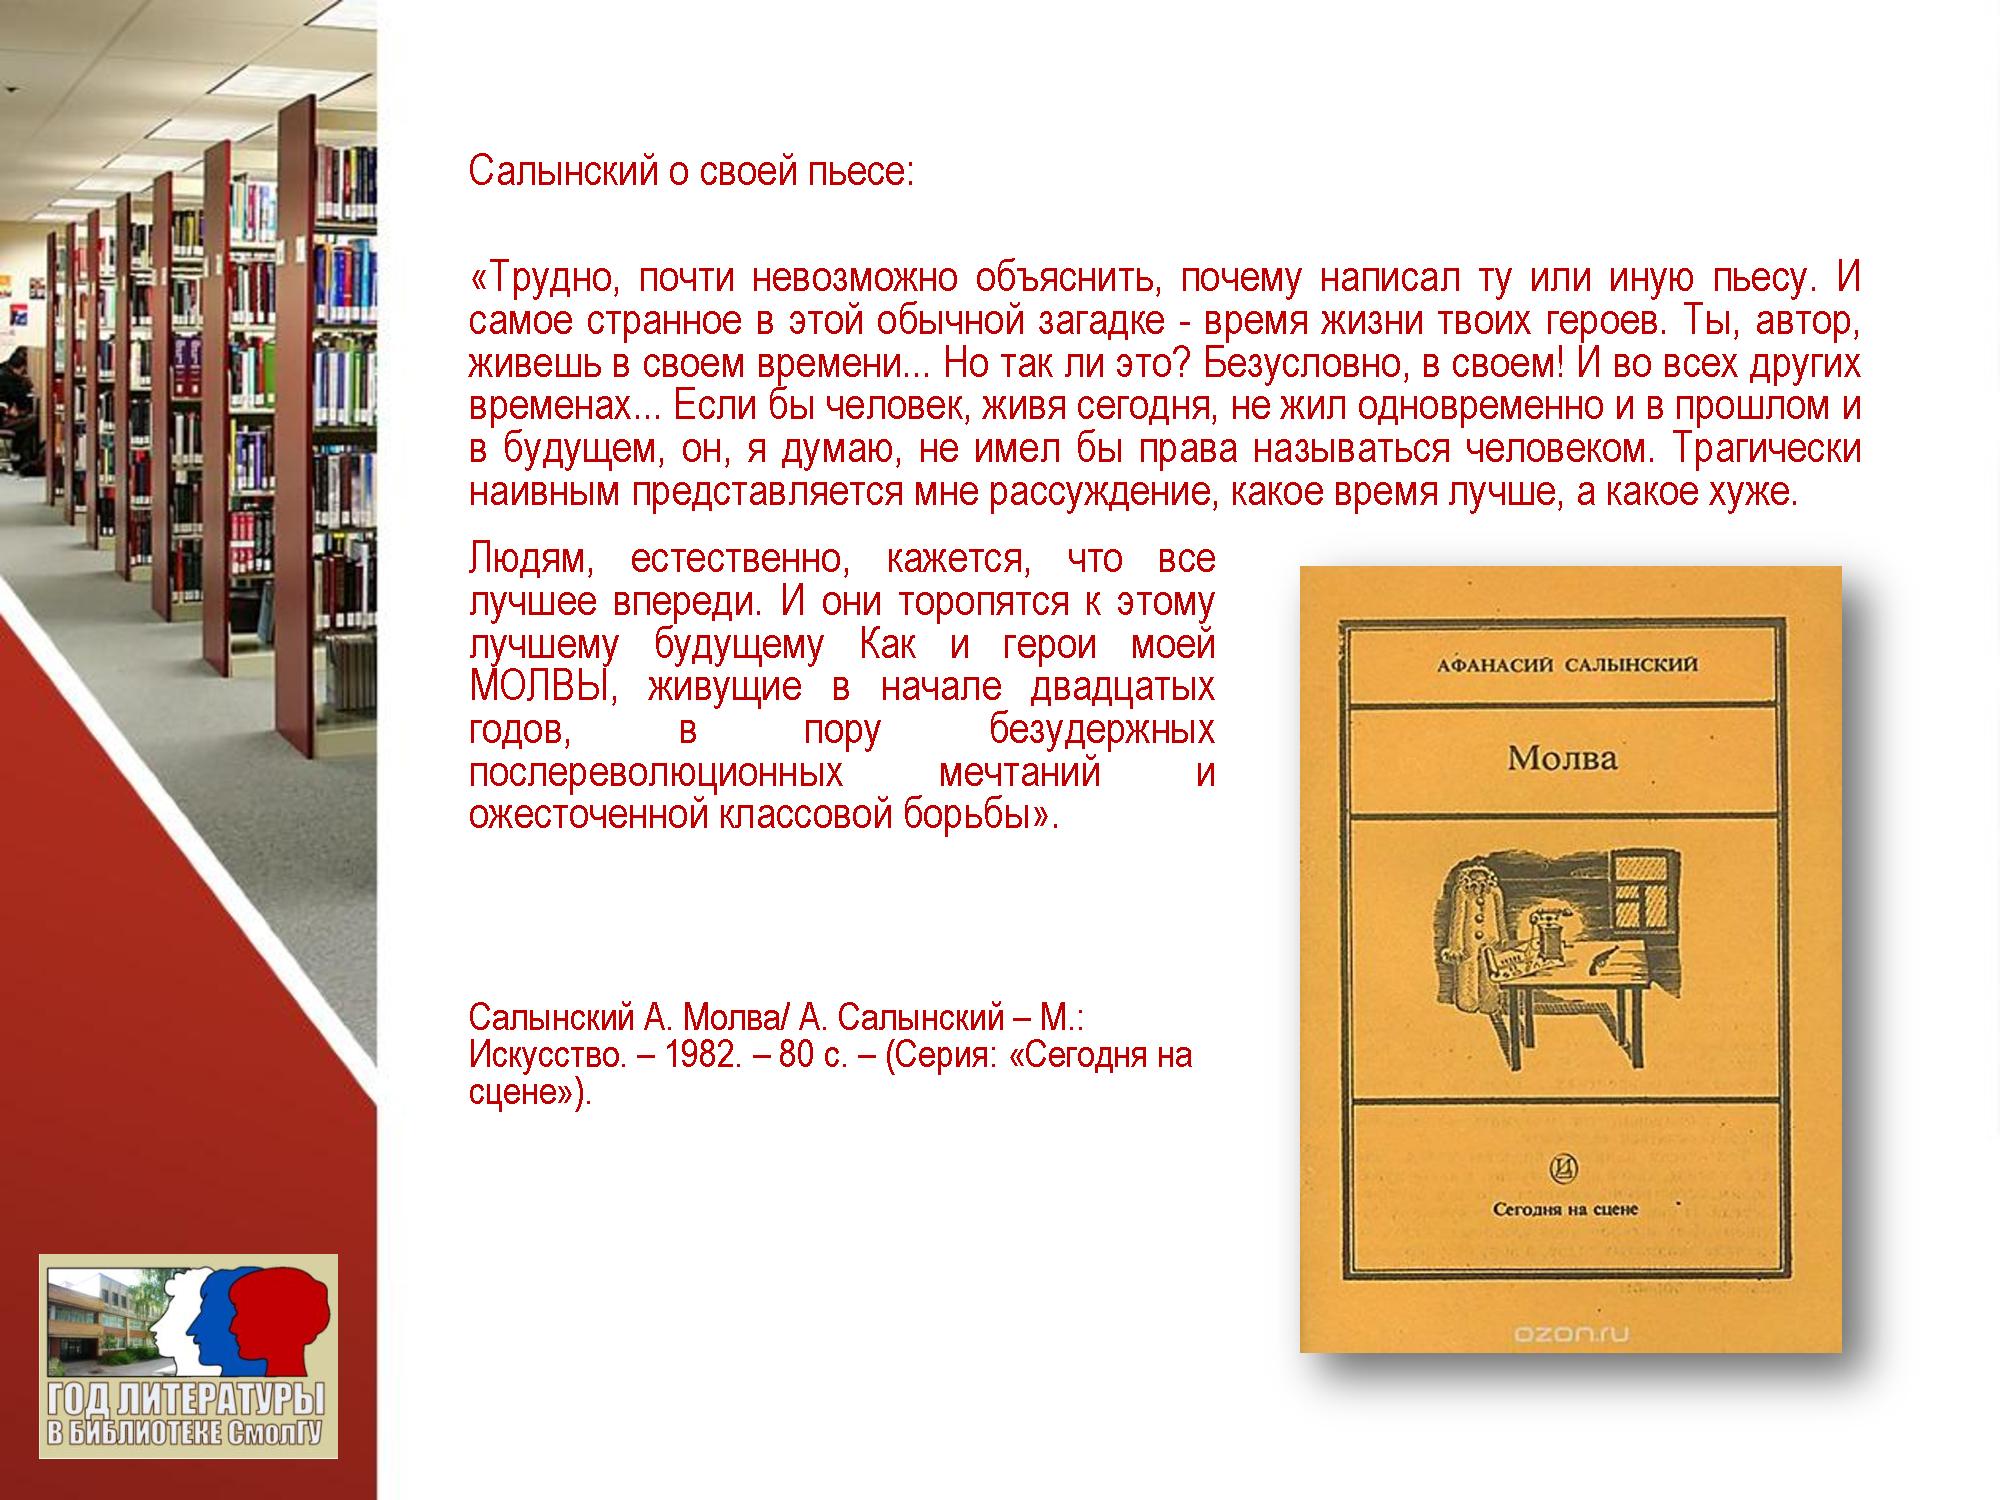 Салынский о своей пьесе:
«Трудно, почти невозможно объяснить, почему написал ту или иную пьесу. И
самое странное в этой обычной загадке - время жизни твоих героев. Ты, автор,
живешь в своем времени... Но так ли это? Безусловно, в своем! И во всех других
временах... Если бы человек, живя сегодня, не жил одновременно и в прошлом и
в будущем, он, я думаю, не имел бы права называться человеком. Трагически
наивным представляется мне рассуждение, какое время лучше, а какое хуже.
Людям, естественно, кажется, что все
лучшее впереди. И они торопятся к этому
лучшему будущему Как и герои моей
МОЛВЫ, живущие в начале двадцатых
годов, в пору безудержных
послереволюционных мечтаний и
ожесточенной классовой борьбы».
Салынский А. Молва/ А. Салынский – М.:
Искусство. – 1982. – 80 с. – (Серия: «Сегодня на
сцене»).
АФАНАСИЙ САЛЫНСКИЙ
Молва
Сегодня на сцене
ozon.ru
ГОД ЛИТЕРАТУРЫ
В БИБЛИОТЕКЕ СмолГУ